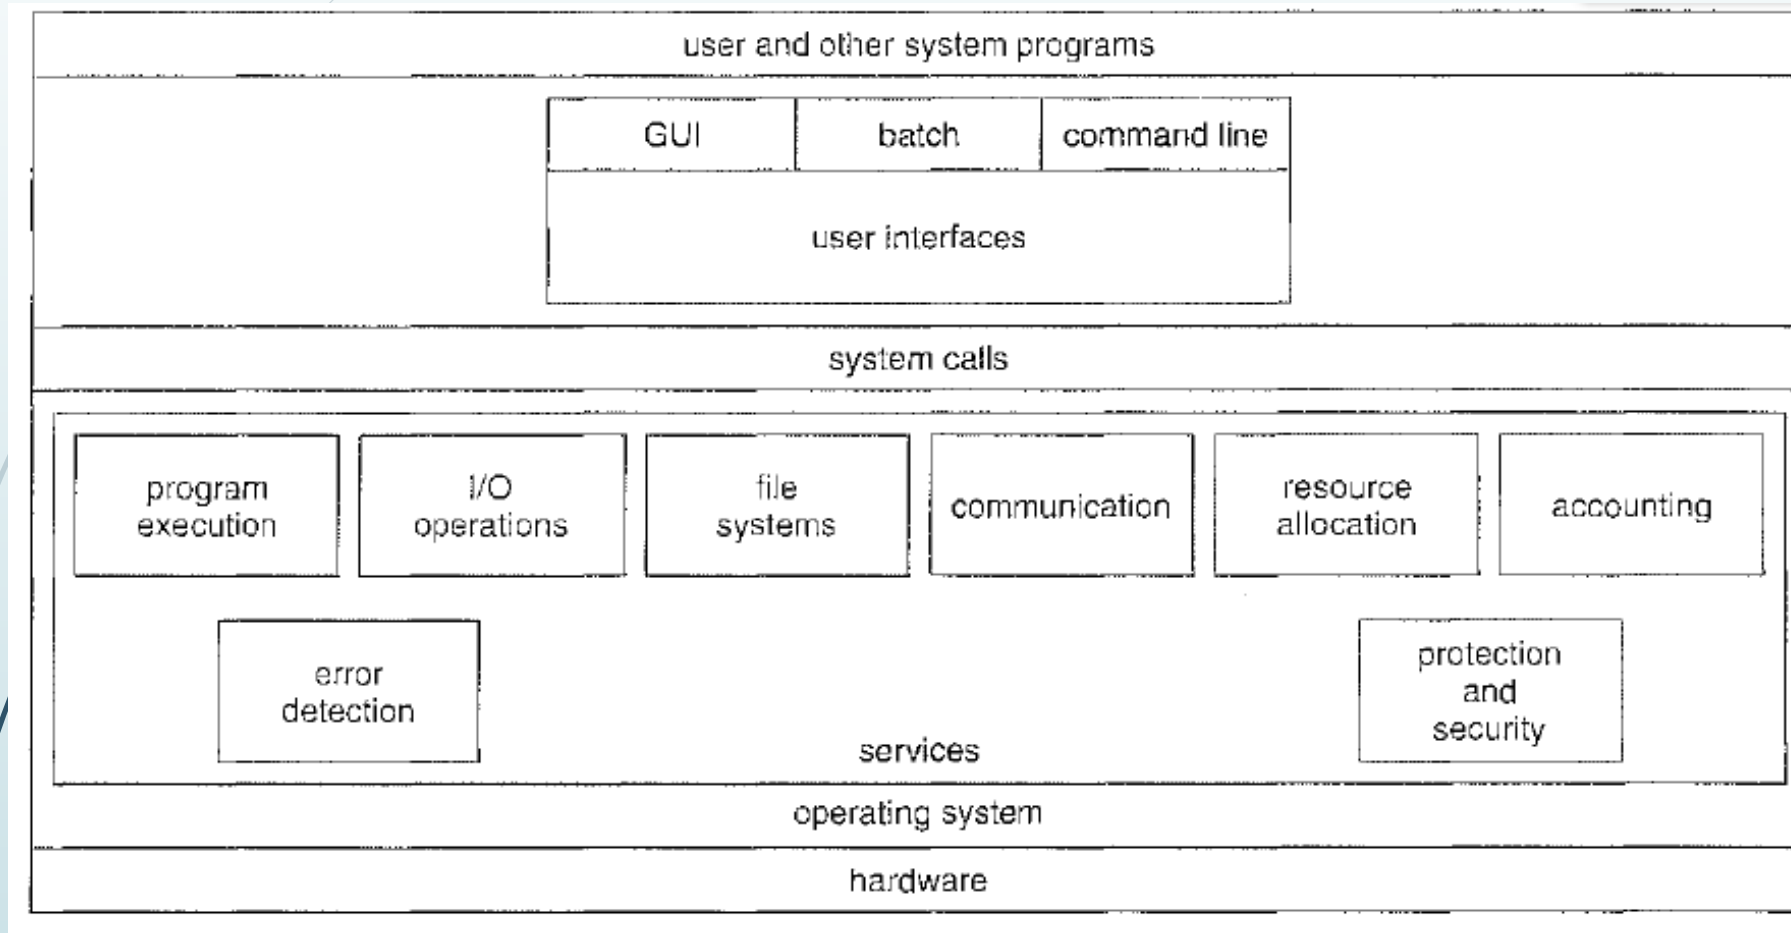 user and other system programs
GUI
batch
command line
user interfaces
system calls
program
execution
I/O
operations
file
systems
communication
resource
allocation
accounting
error
detection
protection
and
security
services
operating system
hardware